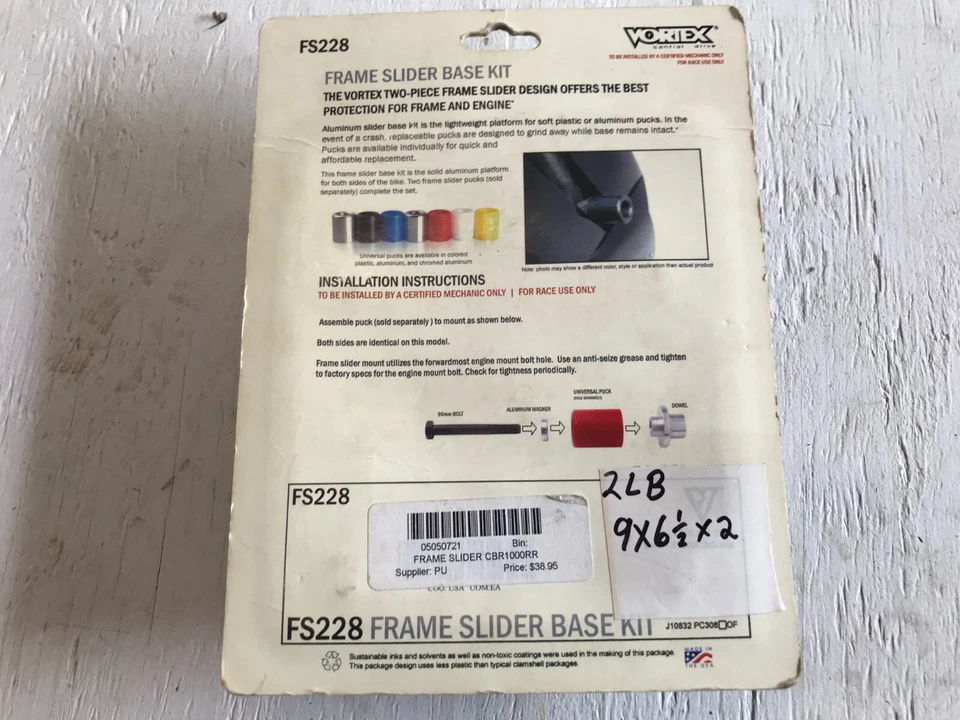 FS228
VORTEX
control drive
TO BE INSTALLED BY A CERTIFIED MECHANIC ONLY
FOR RACE USE ONLY
FRAME SLIDER BASE KIT
THE VORTEX TWO-PIECE FRAME SLIDER DESIGN OFFERS THE BEST
PROTECTION FOR FRAME AND ENGINE*
Aluminum slider base kit is the lightweight platform for soft plastic or aluminum pucks. In the
event of a crash, replaceable pucks are designed to grind away while base remains intact.*
Pucks are available individually for quick and
affordable replacement.
This frame slider base kit is the solid aluminum platform
for both sides of the bike. Two frame slider pucks (sold
separately) complete the set.
Universal pucks are available in colored
plastic, aluminum, and chromed aluminum
Note: photo may show a different color, style or application than actual product
INSTALLATION INSTRUCTIONS
TO BE INSTALLED BY A CERTIFIED MECHANIC ONLY | FOR RACE USE ONLY
Assemble puck (sold separately ) to mount as shown below.
Both sides are identical on this model.
Frame slider mount utilizes the forwardmost engine mount bolt hole. Use an anti-seize grease and tighten
to factory specs for the engine mount bolt. Check for tightness periodically.
90mm BOLT
ALUMINUM WASHER
UNIVERSAL PUCK
(SOLD SEPARATELY)
DOWEL
FS228
2LB
9X6½X2
05050721 Bin:
FRAME SLIDER CBR1000RR
Supplier: PU Price: $38.95
COO: USA UOM:EA
FS228 FRAME SLIDER BASE KIT
J10832 PC308□OF
Sustainable inks and solvents as well as non-toxic coatings were used in the making of this package.
This package design uses less plastic than typical clamshell packages.
MADE IN
THE USA